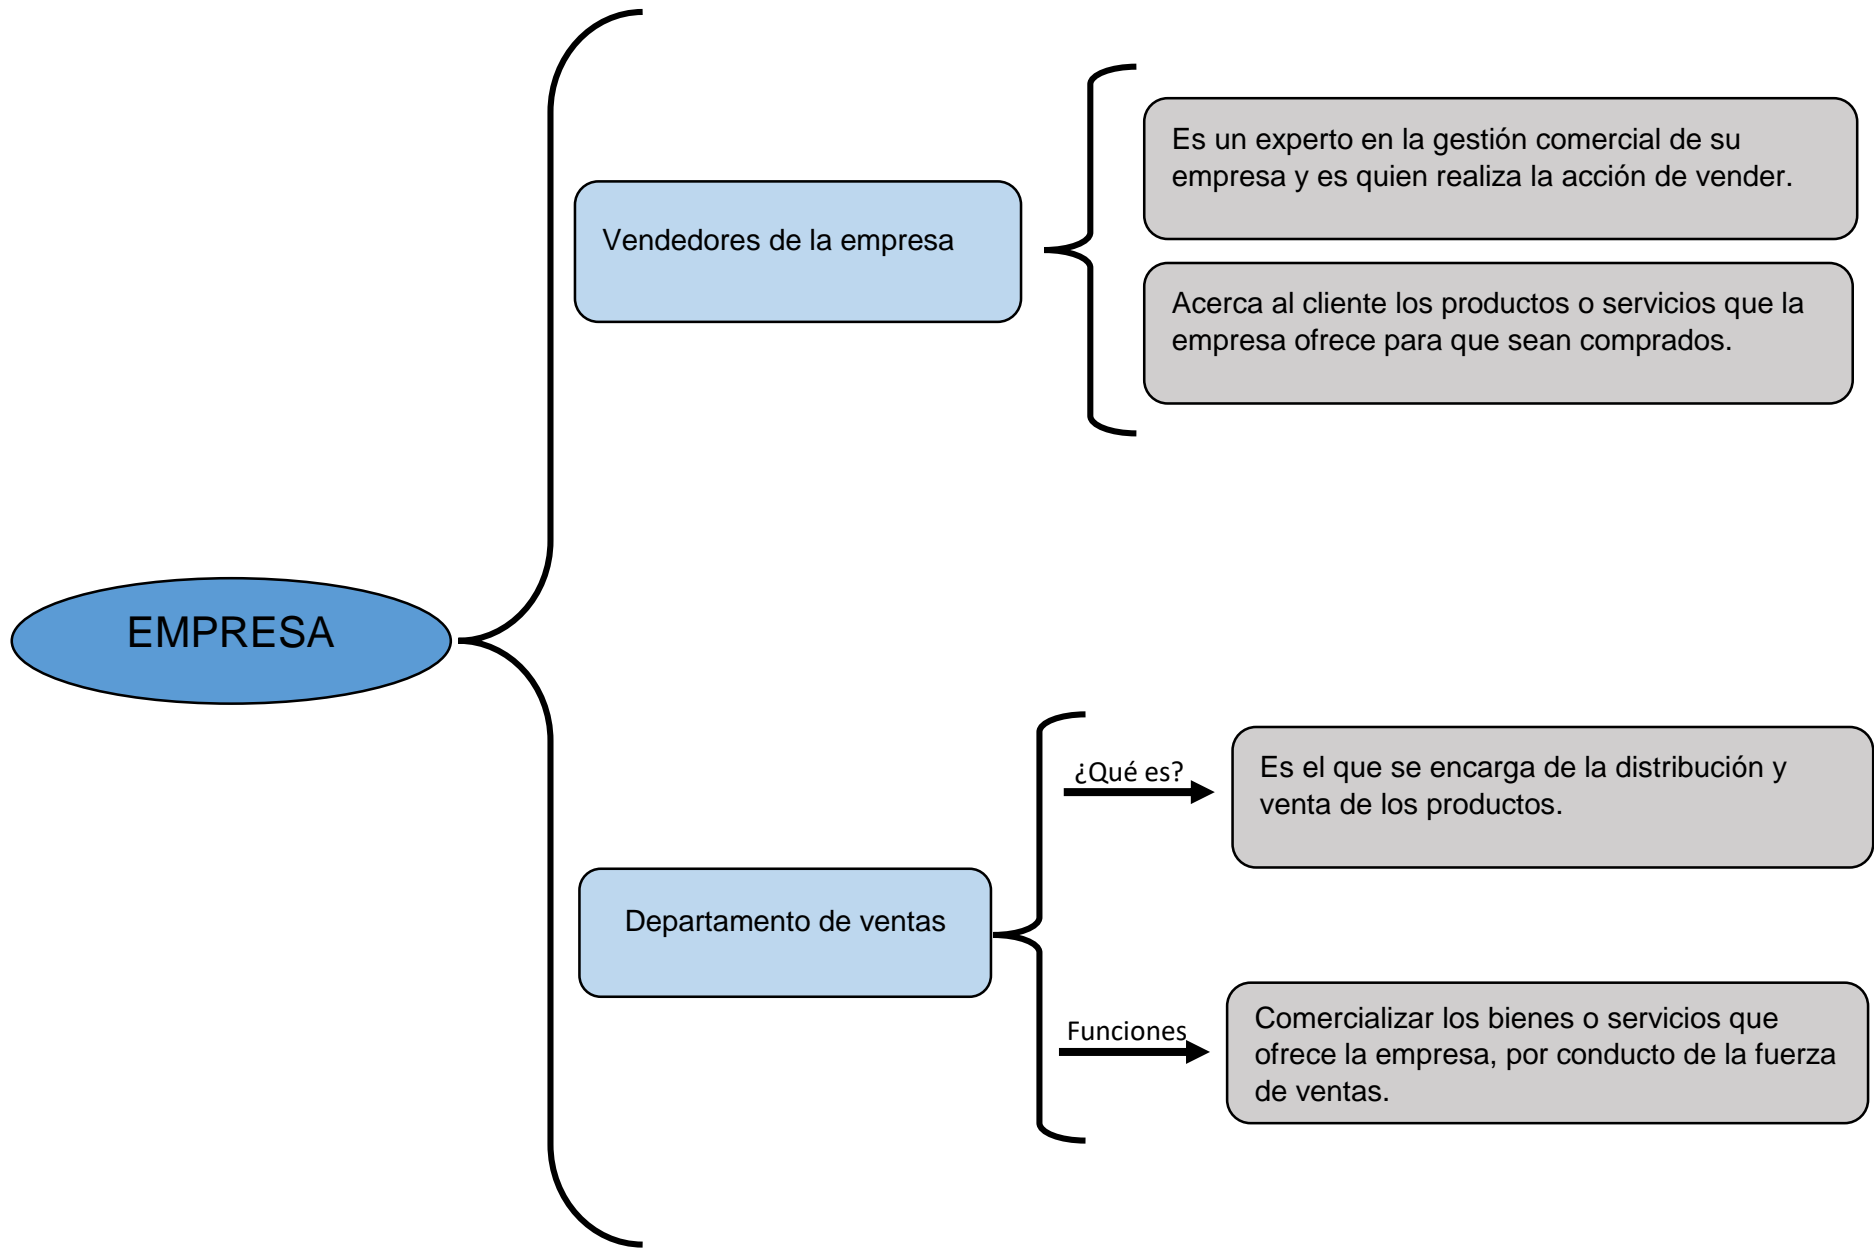 EMPRESA
Vendedores de la empresa
Es un experto en la gestión comercial de su
empresa y es quien realiza la acción de vender.
Acerca al cliente los productos o servicios que la
empresa ofrece para que sean comprados.
Departamento de ventas
¿Qué es?
Es el que se encarga de la distribución y
venta de los productos.
Funciones
Comercializar los bienes o servicios que
ofrece la empresa, por conducto de la fuerza
de ventas.